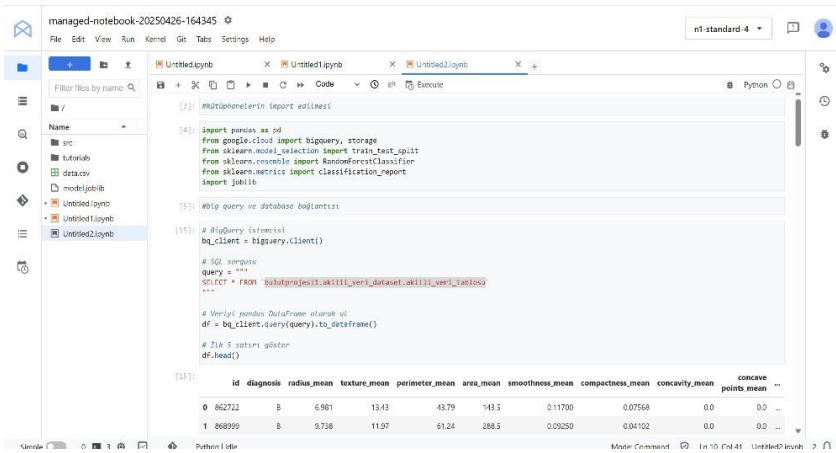 managed-notebook-20250426-164345
File Edit View Run Kernel Git Tabs Settings Help
n1-standard-4
Untitled.ipynb
Untitled1.ipynb
Untitled2.ipynb
Filter files by name
/
Name
src
tutorials
data.csv
model.joblib
Untitled.ipynb
Untitled1.ipynb
Untitled2.ipynb
Code
git
Execute
Python
[3]: #kütüphanelerin import edilmesi
[4]: import pandas as pd
from google.cloud import bigquery, storage
from sklearn.model_selection import train_test_split
from sklearn.ensemble import RandomForestClassifier
from sklearn.metrics import classification_report
import joblib
[5]: #big query ve database bağlantısı
[15]: # BigQuery istemcisi
bq_client = bigquery.Client()
# SQL sorgusu
query = """
SELECT * FROM `bulutprojesi1.akilli_veri_dataset.akilli_veri_tablosu`
"""
# Veriyi pandas DataFrame olarak al
df = bq_client.query(query).to_dataframe()
# İlk 5 satırı göster
df.head()
[15]:
id diagnosis radius_mean texture_mean perimeter_mean area_mean smoothness_mean compactness_mean concavity_mean concave points_mean ...
0 862722 B 6.981 13.43 43.79 143.5 0.11700 0.07568 0.0 0.0 ...
1 868999 B 9.738 11.97 61.24 288.5 0.09250 0.04102 0.0 0.0 ...
Simple 0 3 Python | Idle Mode: Command Ln 10, Col 41 Untitled2.ipynb 2